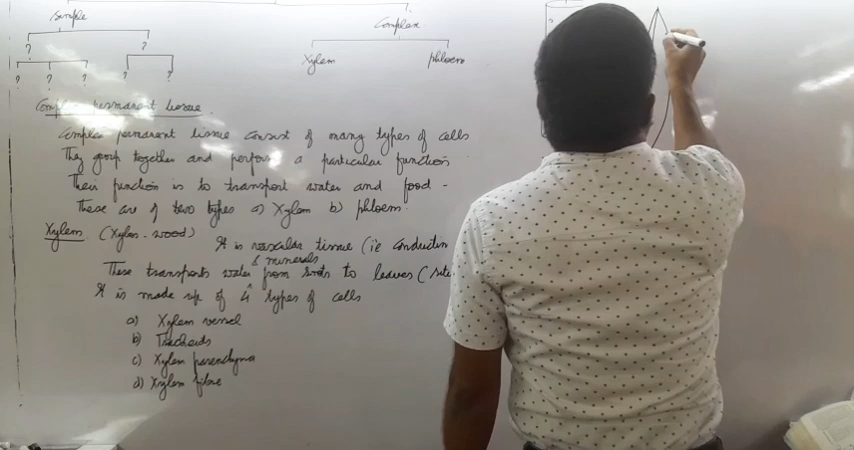 Simple
Complex
?
?
Xylem
phloem
? ? ?
? ?
Complex permanent tissue
Complex permanent tissue consist of many types of cells
They group together and perform a particular function
Their function is to transport water and food -
These are of two types a) Xylem b) phloem.
Xylem (Xylos - wood)
It is vascular tissue (i.e conductin
& minerals
These transports water from roots to leaves (
It is made up of 4 types of cells
a) Xylem vessel
b) Tracheids
c) Xylem parenchyma
d) Xylem fibre